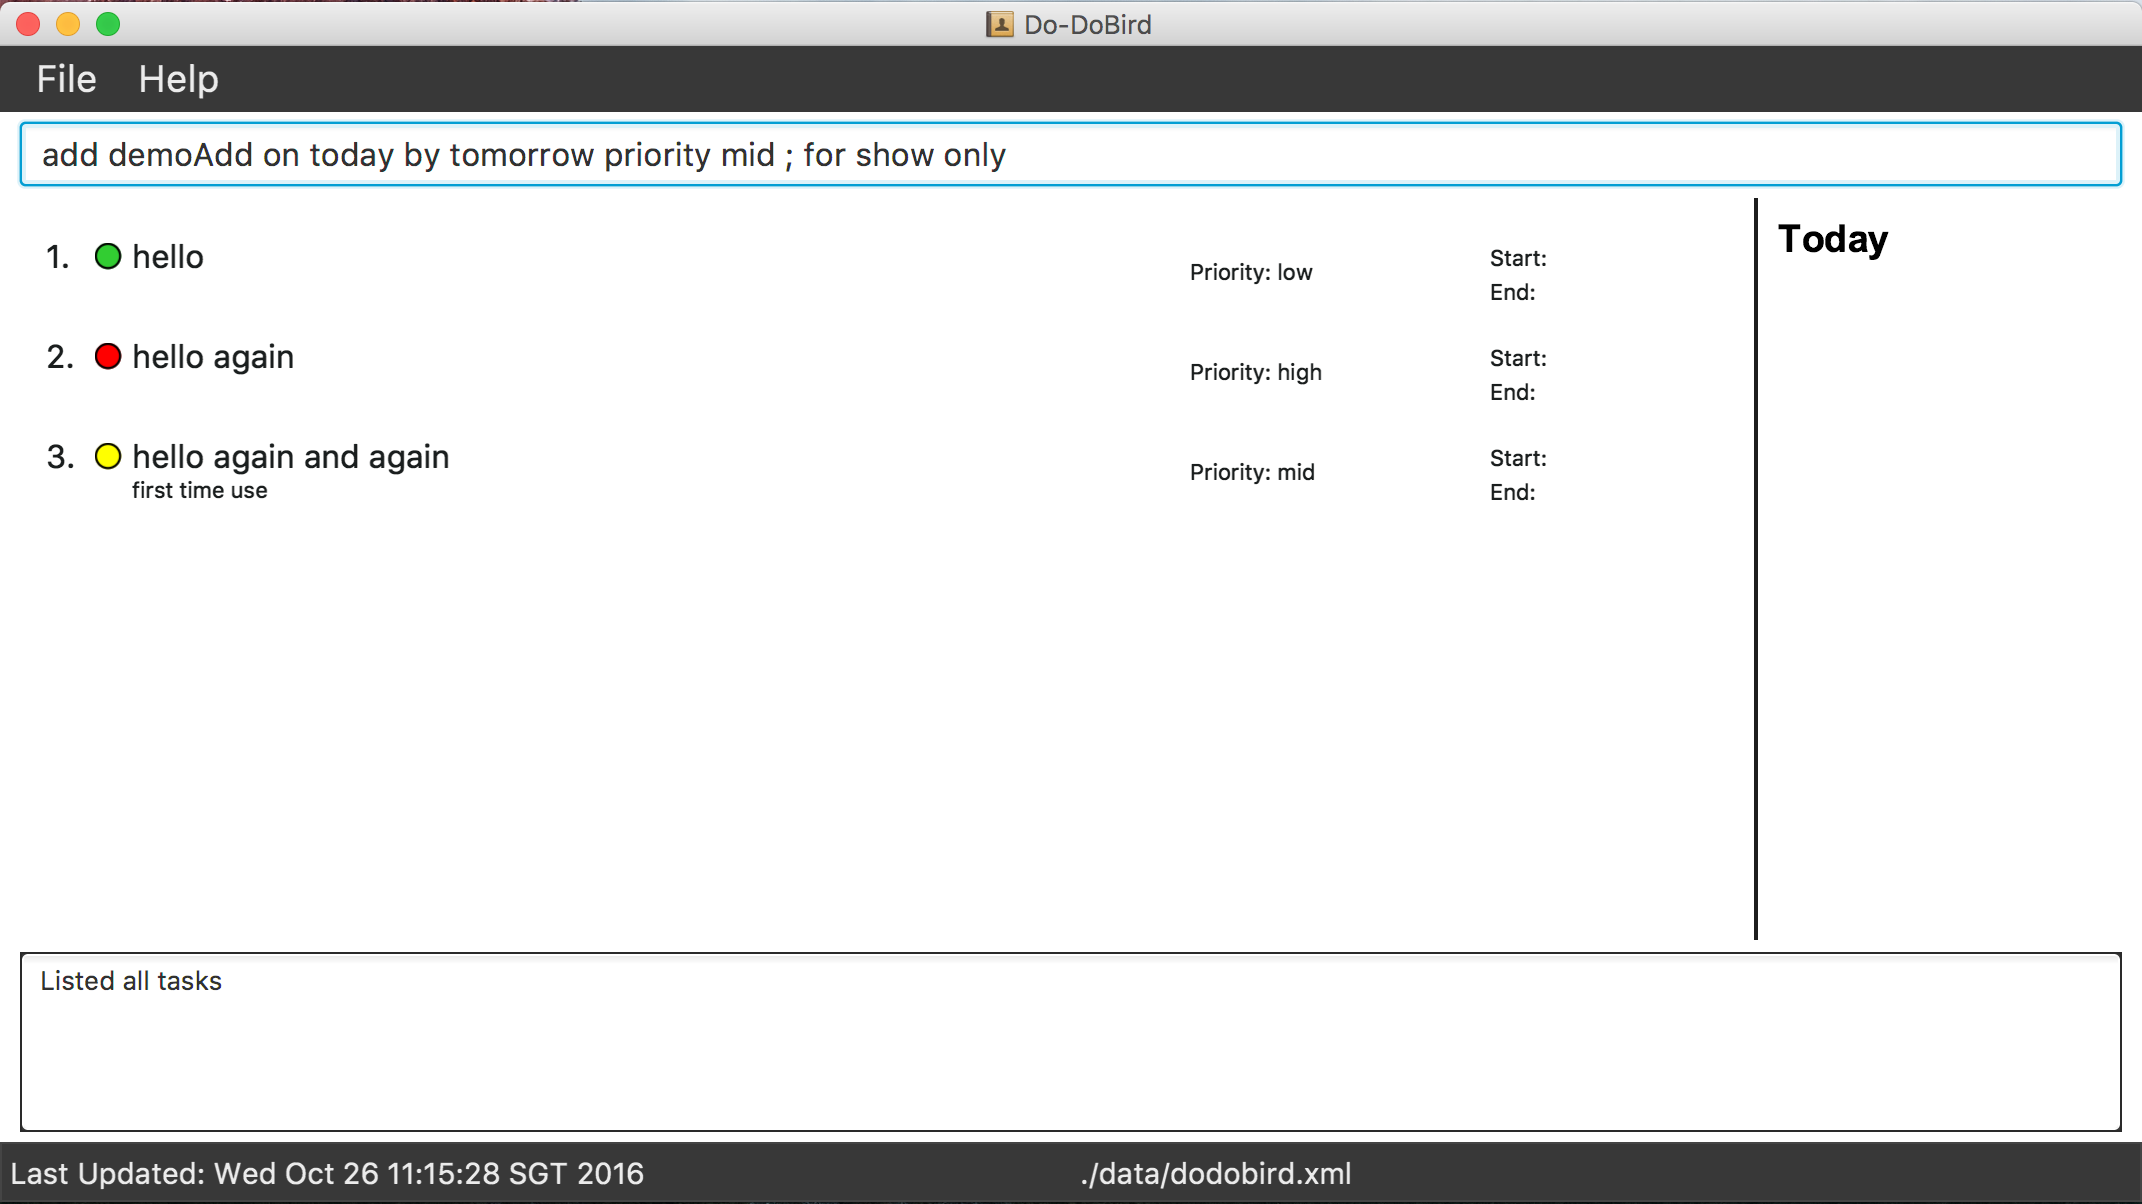 Do-DoBird
File Help
add demoAdd on today by tomorrow priority mid ; for show only
1. hello
Priority: low
Start:
End:
2. hello again
Priority: high
Start:
End:
3. hello again and again
first time use
Priority: mid
Start:
End:
Today
Listed all tasks
Last Updated: Wed Oct 26 11:15:28 SGT 2016
./data/dodobird.xml